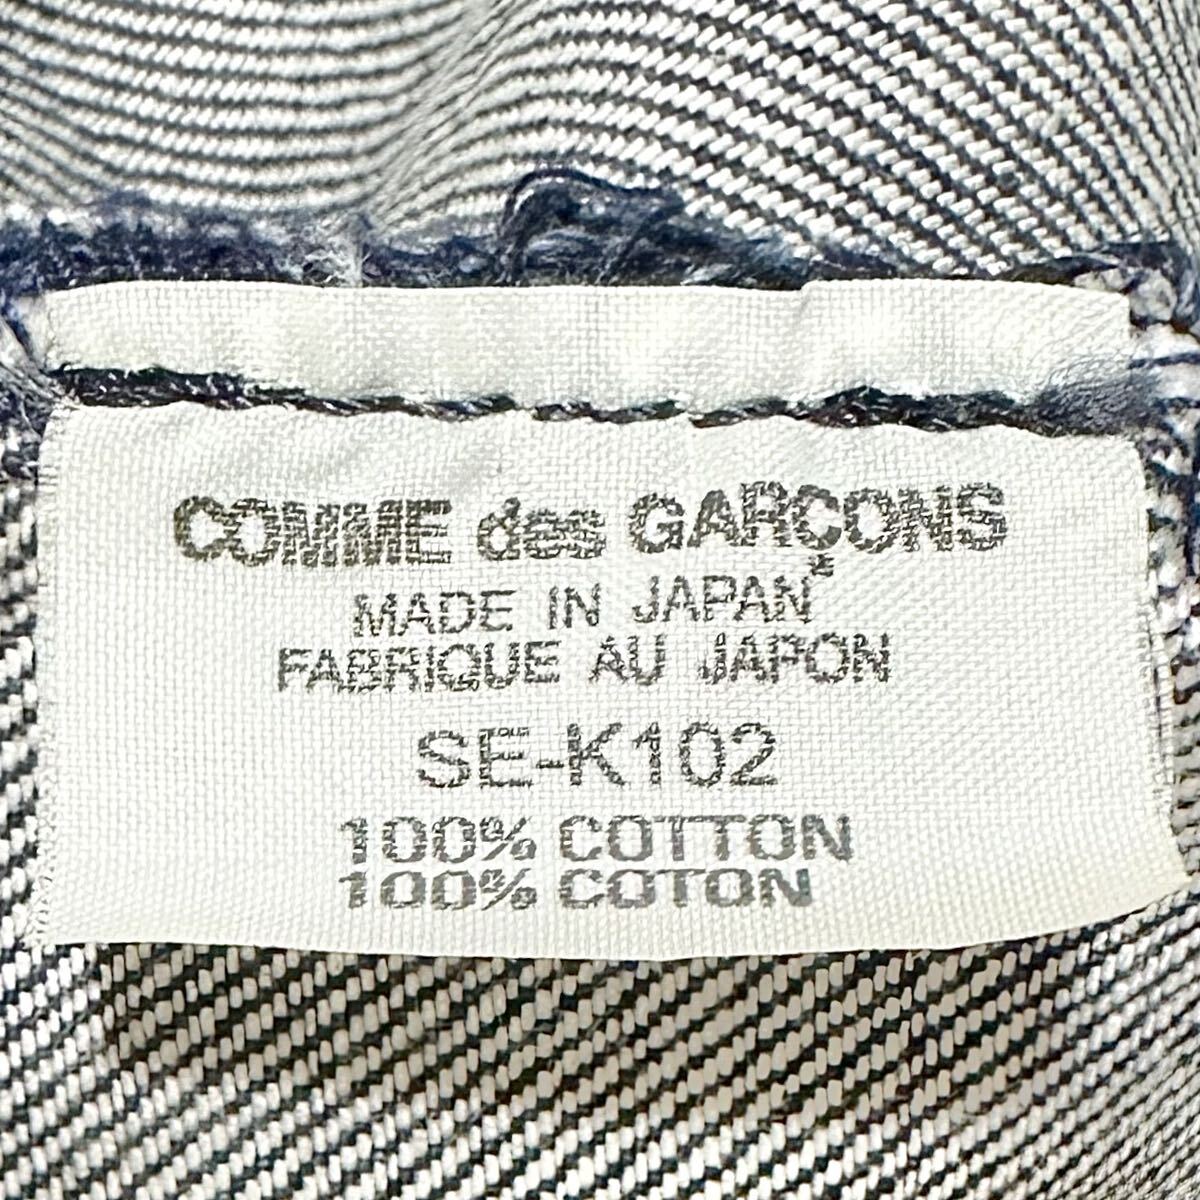 COMME des GARÇONS
MADE IN JAPAN*
FABRIQUE AU JAPON
SE-K102
100% COTTON
100% COTON